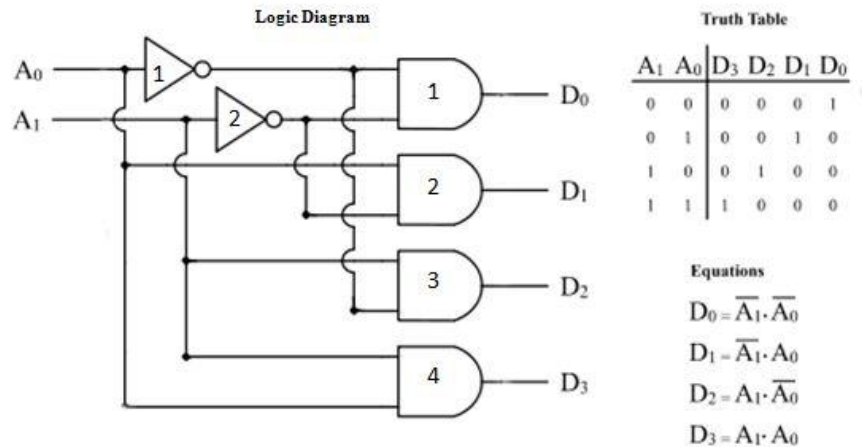 Logic Diagram
A₀
A₁
1
2
1
2
3
4
D₀
D₁
D₂
D₃
Truth Table
A₁ A₀ D₃ D₂ D₁ D₀
0 0 0 0 0 1
0 1 0 0 1 0
1 0 0 1 0 0
1 1 1 0 0 0
Equations
D₀ = A̅₁ · A̅₀
D₁ = A̅₁ · A₀
D₂ = A₁ · A̅₀
D₃ = A₁ · A₀